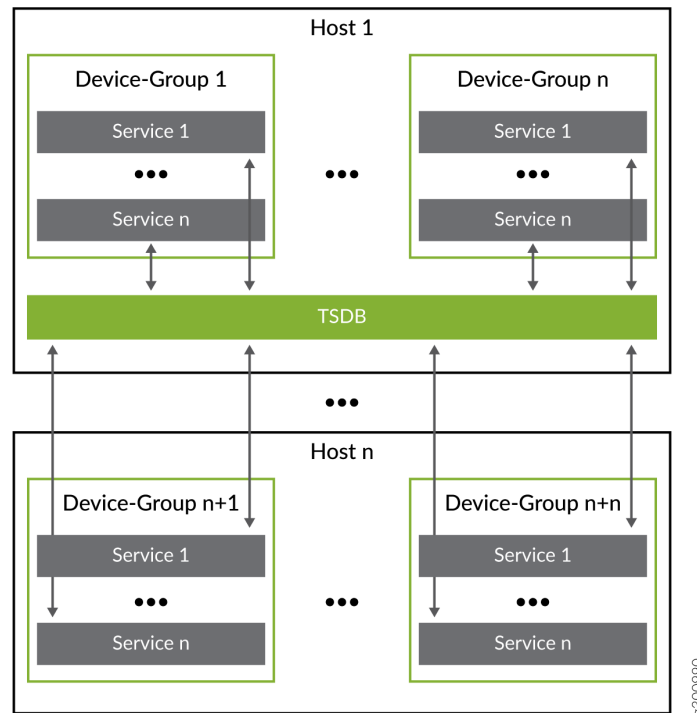 Host 1
Device-Group 1
Device-Group n
Service 1
Service 1
Service n
Service n
TSDB
Host n
Device-Group n+1
Device-Group n+n
Service 1
Service 1
Service n
Service n